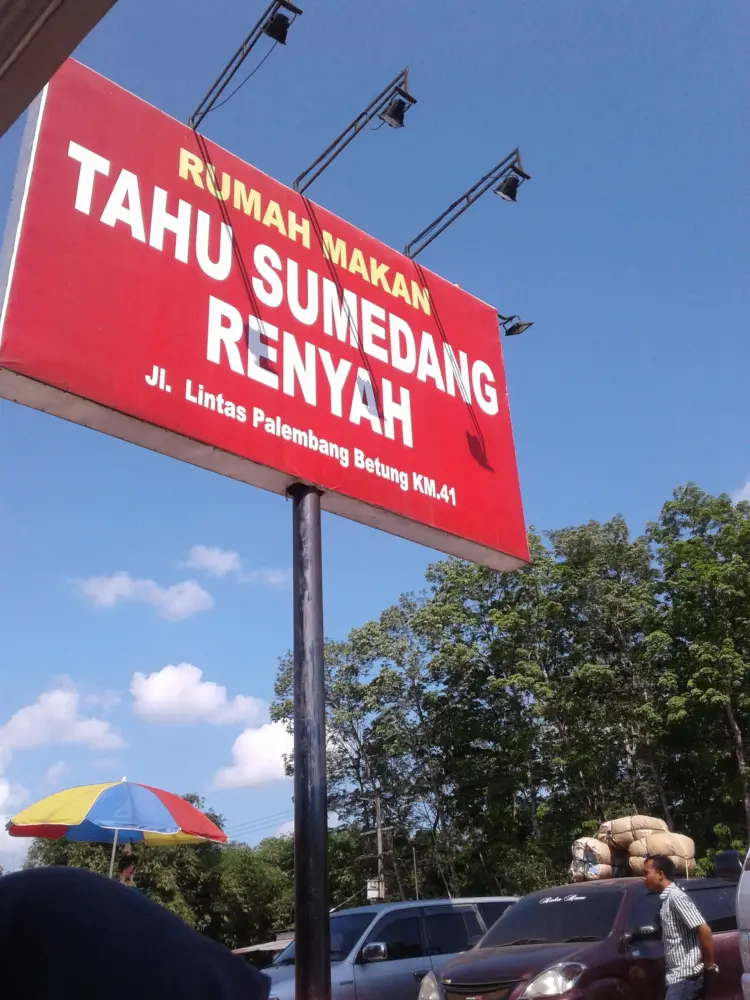 RUMAH MAKAN
TAHU SUMEDANG
RENYAH
Jl. Lintas Palembang Betung KM.41